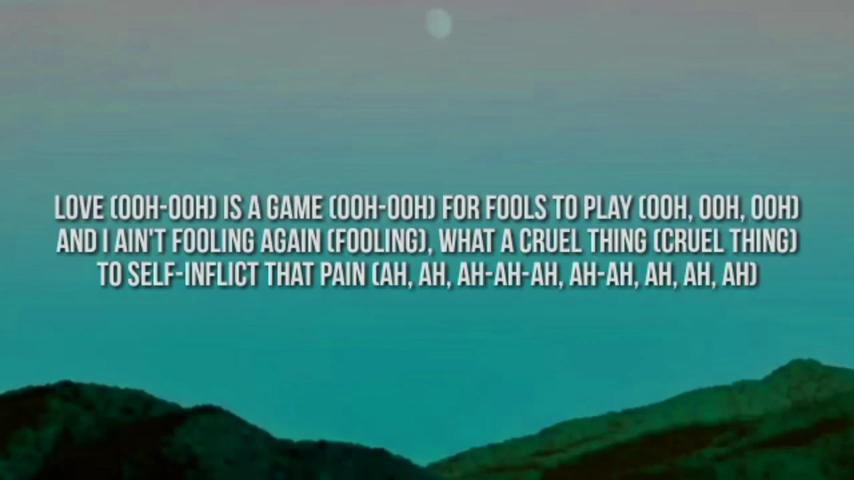 LOVE (OOH-OOH) IS A GAME (OOH-OOH) FOR FOOLS TO PLAY (OOH, OOH, OOH)
AND I AIN'T FOOLING AGAIN (FOOLING), WHAT A CRUEL THING (CRUEL THING)
TO SELF-INFLICT THAT PAIN (AH, AH, AH-AH-AH, AH-AH, AH, AH, AH)